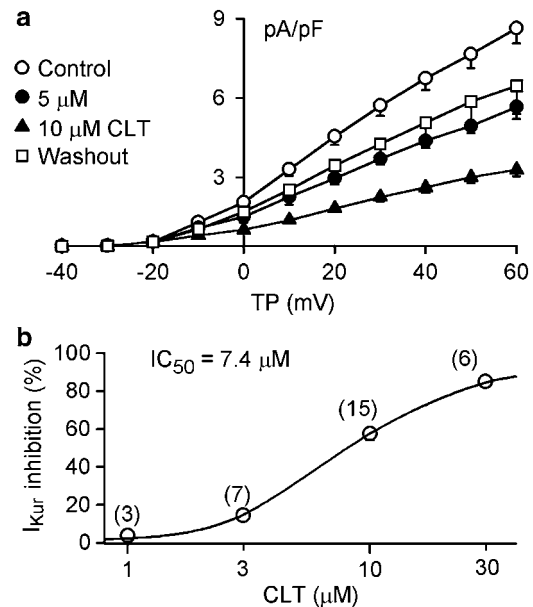 a
pA/pF
9
6
3
Control
5 μM
10 μM CLT
Washout
-40 -20 0 20 40 60
TP (mV)
b
IC50 = 7.4 μM
IKur inhibition (%)
100
80
60
40
20
0
(3)
(7)
(15)
(6)
1 3 10 30
CLT (μM)